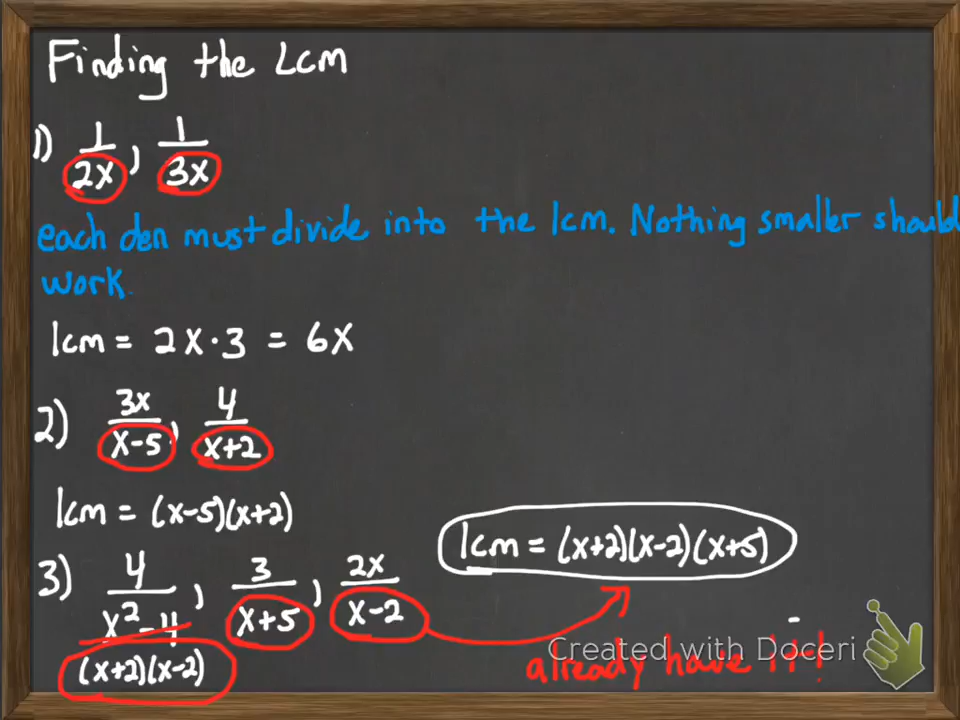 Finding the Lcm
1) 1/2x, 1/3x
each den must divide into the lcm. Nothing smaller should
work.
lcm = 2x·3 = 6x
2) 3x/x-5, 4/x+2
lcm = (x-5)(x+2)
3) 4/x²-4, 3/x+5, 2x/x-2
(x+2)(x-2)
lcm = (x+2)(x-2)(x+5)
already have it!
Created with Doceri